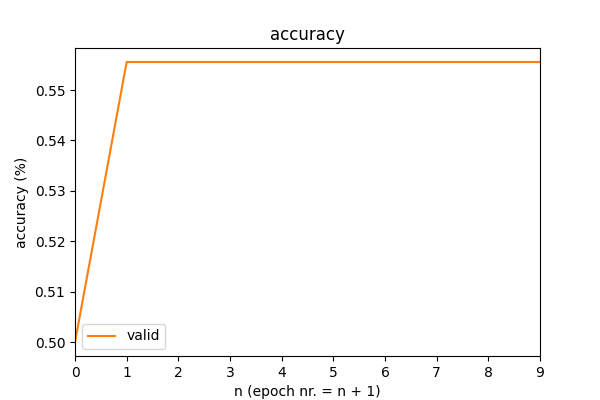 accuracy
accuracy (%)
0.55
0.54
0.53
0.52
0.51
0.50
valid
0 1 2 3 4 5 6 7 8 9
n (epoch nr. = n + 1)